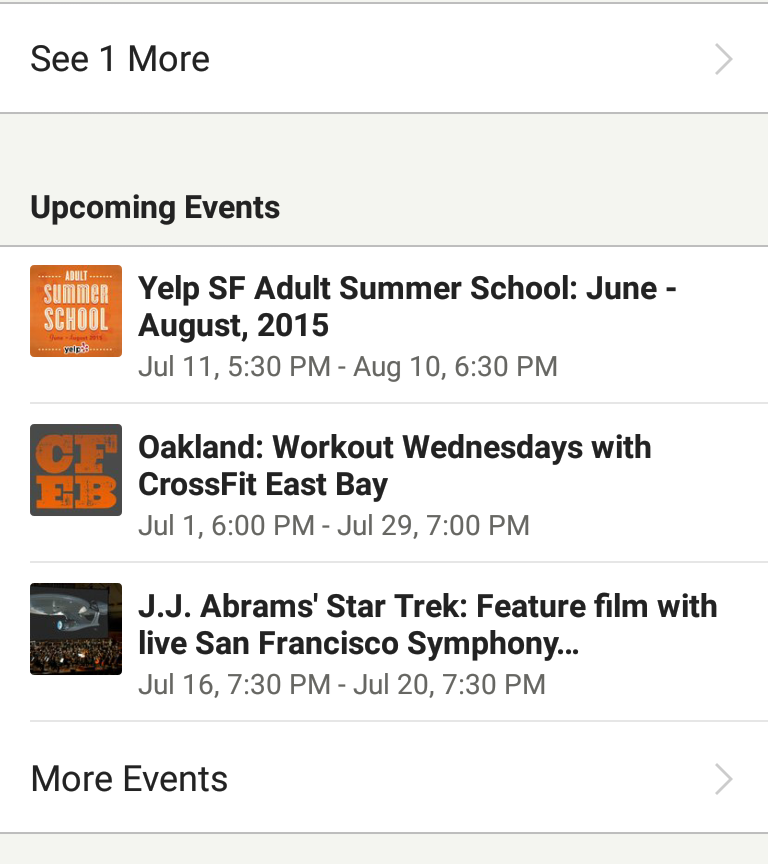 See 1 More
Upcoming Events
ADULT
SUMMER
SCHOOL
June - August 2015
yelp
Yelp SF Adult Summer School: June -
August, 2015
Jul 11, 5:30 PM - Aug 10, 6:30 PM
CF
EB
Oakland: Workout Wednesdays with
CrossFit East Bay
Jul 1, 6:00 PM - Jul 29, 7:00 PM
J.J. Abrams' Star Trek: Feature film with
live San Francisco Symphony...
Jul 16, 7:30 PM - Jul 20, 7:30 PM
More Events